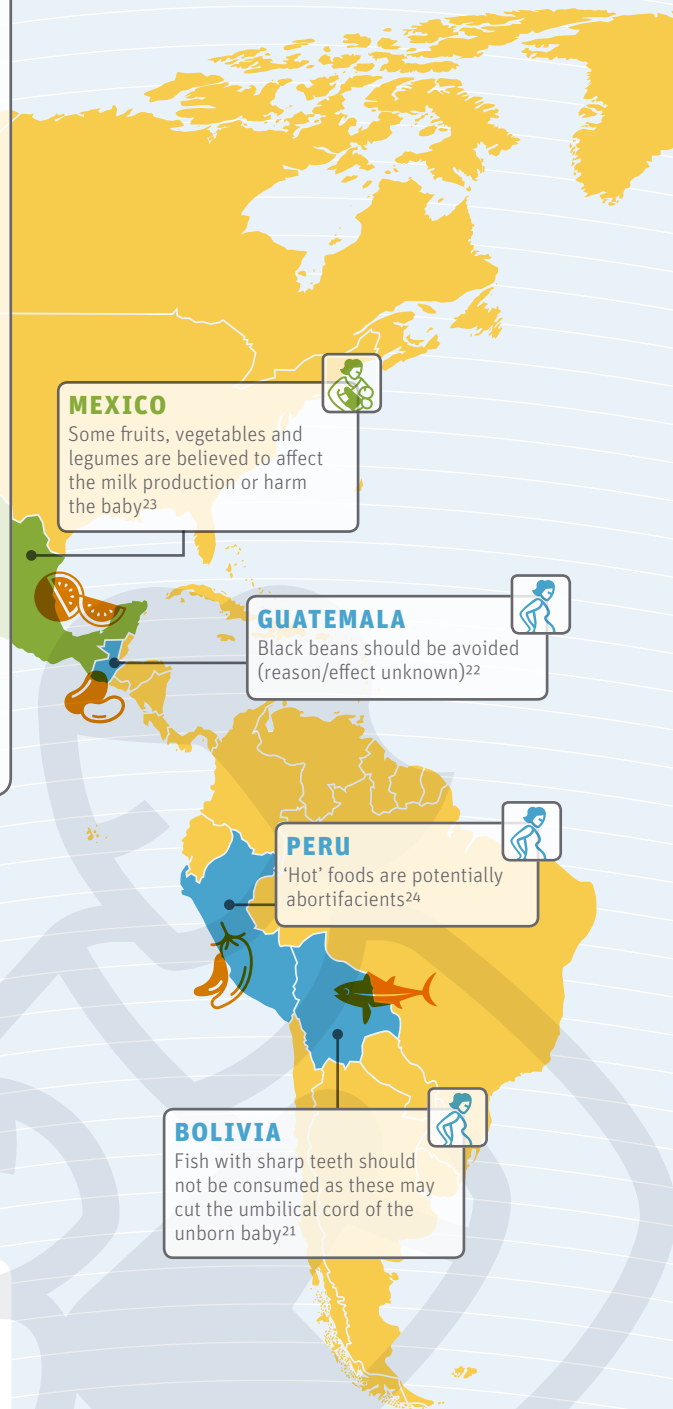 MEXICO
Some fruits, vegetables and
legumes are believed to affect
the milk production or harm
the baby²³
GUATEMALA
Black beans should be avoided
(reason/effect unknown)²²
PERU
‘Hot’ foods are potentially
abortifacients²⁴
BOLIVIA
Fish with sharp teeth should
not be consumed as these may
cut the umbilical cord of the
unborn baby²¹